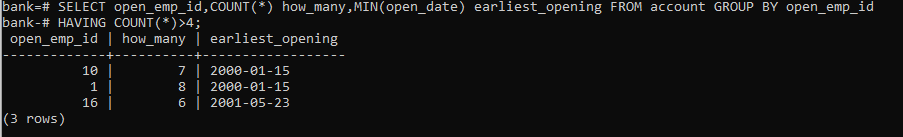 bank=# SELECT open_emp_id,COUNT(*) how_many,MIN(open_date) earliest_opening FROM account GROUP BY open_emp_id
bank-# HAVING COUNT(*)>4;
 open_emp_id | how_many | earliest_opening
-------------+----------+------------------
          10 |        7 | 2000-01-15
           1 |        8 | 2000-01-15
          16 |        6 | 2001-05-23
(3 rows)